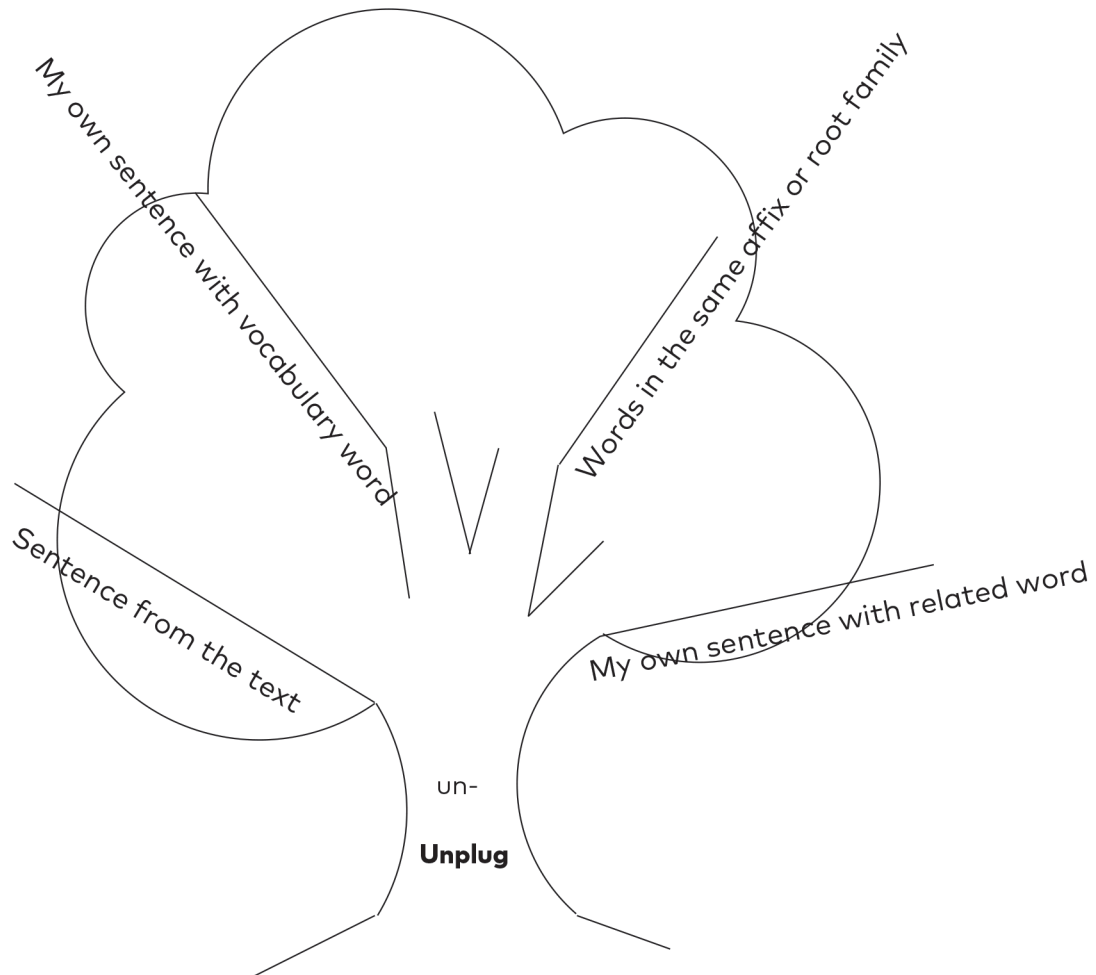 My own sentence with vocabulary word
Words in the same affix or root family
Sentence from the text
My own sentence with related word
un-
Unplug